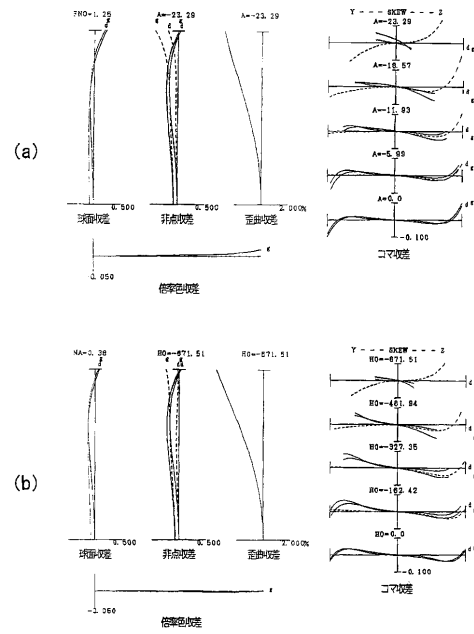 FNO=1.25
A=-23.29
A=-23.29
Y --- SKEW --- Z
A=-23.29
d g
g
d
g
d
A=-18.57
d
g
A=-11.93
d
g
A=-5.99
d g
A=0.0
d g
(a)
0.500
0.500
2.000%
-0.100
球面収差
非点収差
歪曲収差
コマ収差
g
0.050
倍率色収差
NA=0.38
H0=-671.51
H0=-671.51
Y --- SKEW --- Z
H0=-671.51
d
H0=-481.94
d
H0=-327.35
d
H0=-162.42
d
H0=0.0
d
(b)
0.500
0.500
2.000%
-0.100
球面収差
非点収差
歪曲収差
コマ収差
g
-0.050
倍率色収差